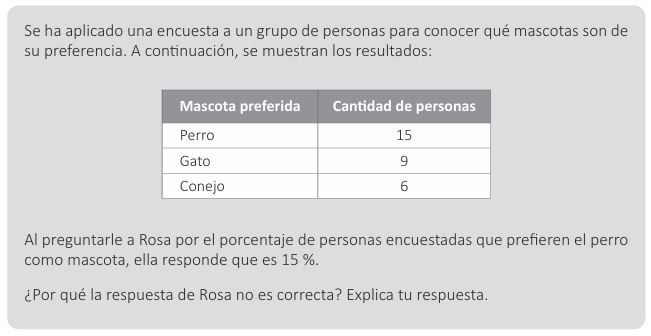 Se ha aplicado una encuesta a un grupo de personas para conocer qué mascotas son de
su preferencia. A continuación, se muestran los resultados:
Mascota preferida Cantidad de personas
Perro 15
Gato 9
Conejo 6
Al preguntarle a Rosa por el porcentaje de personas encuestadas que prefieren el perro
como mascota, ella responde que es 15 %.
¿Por qué la respuesta de Rosa no es correcta? Explica tu respuesta.